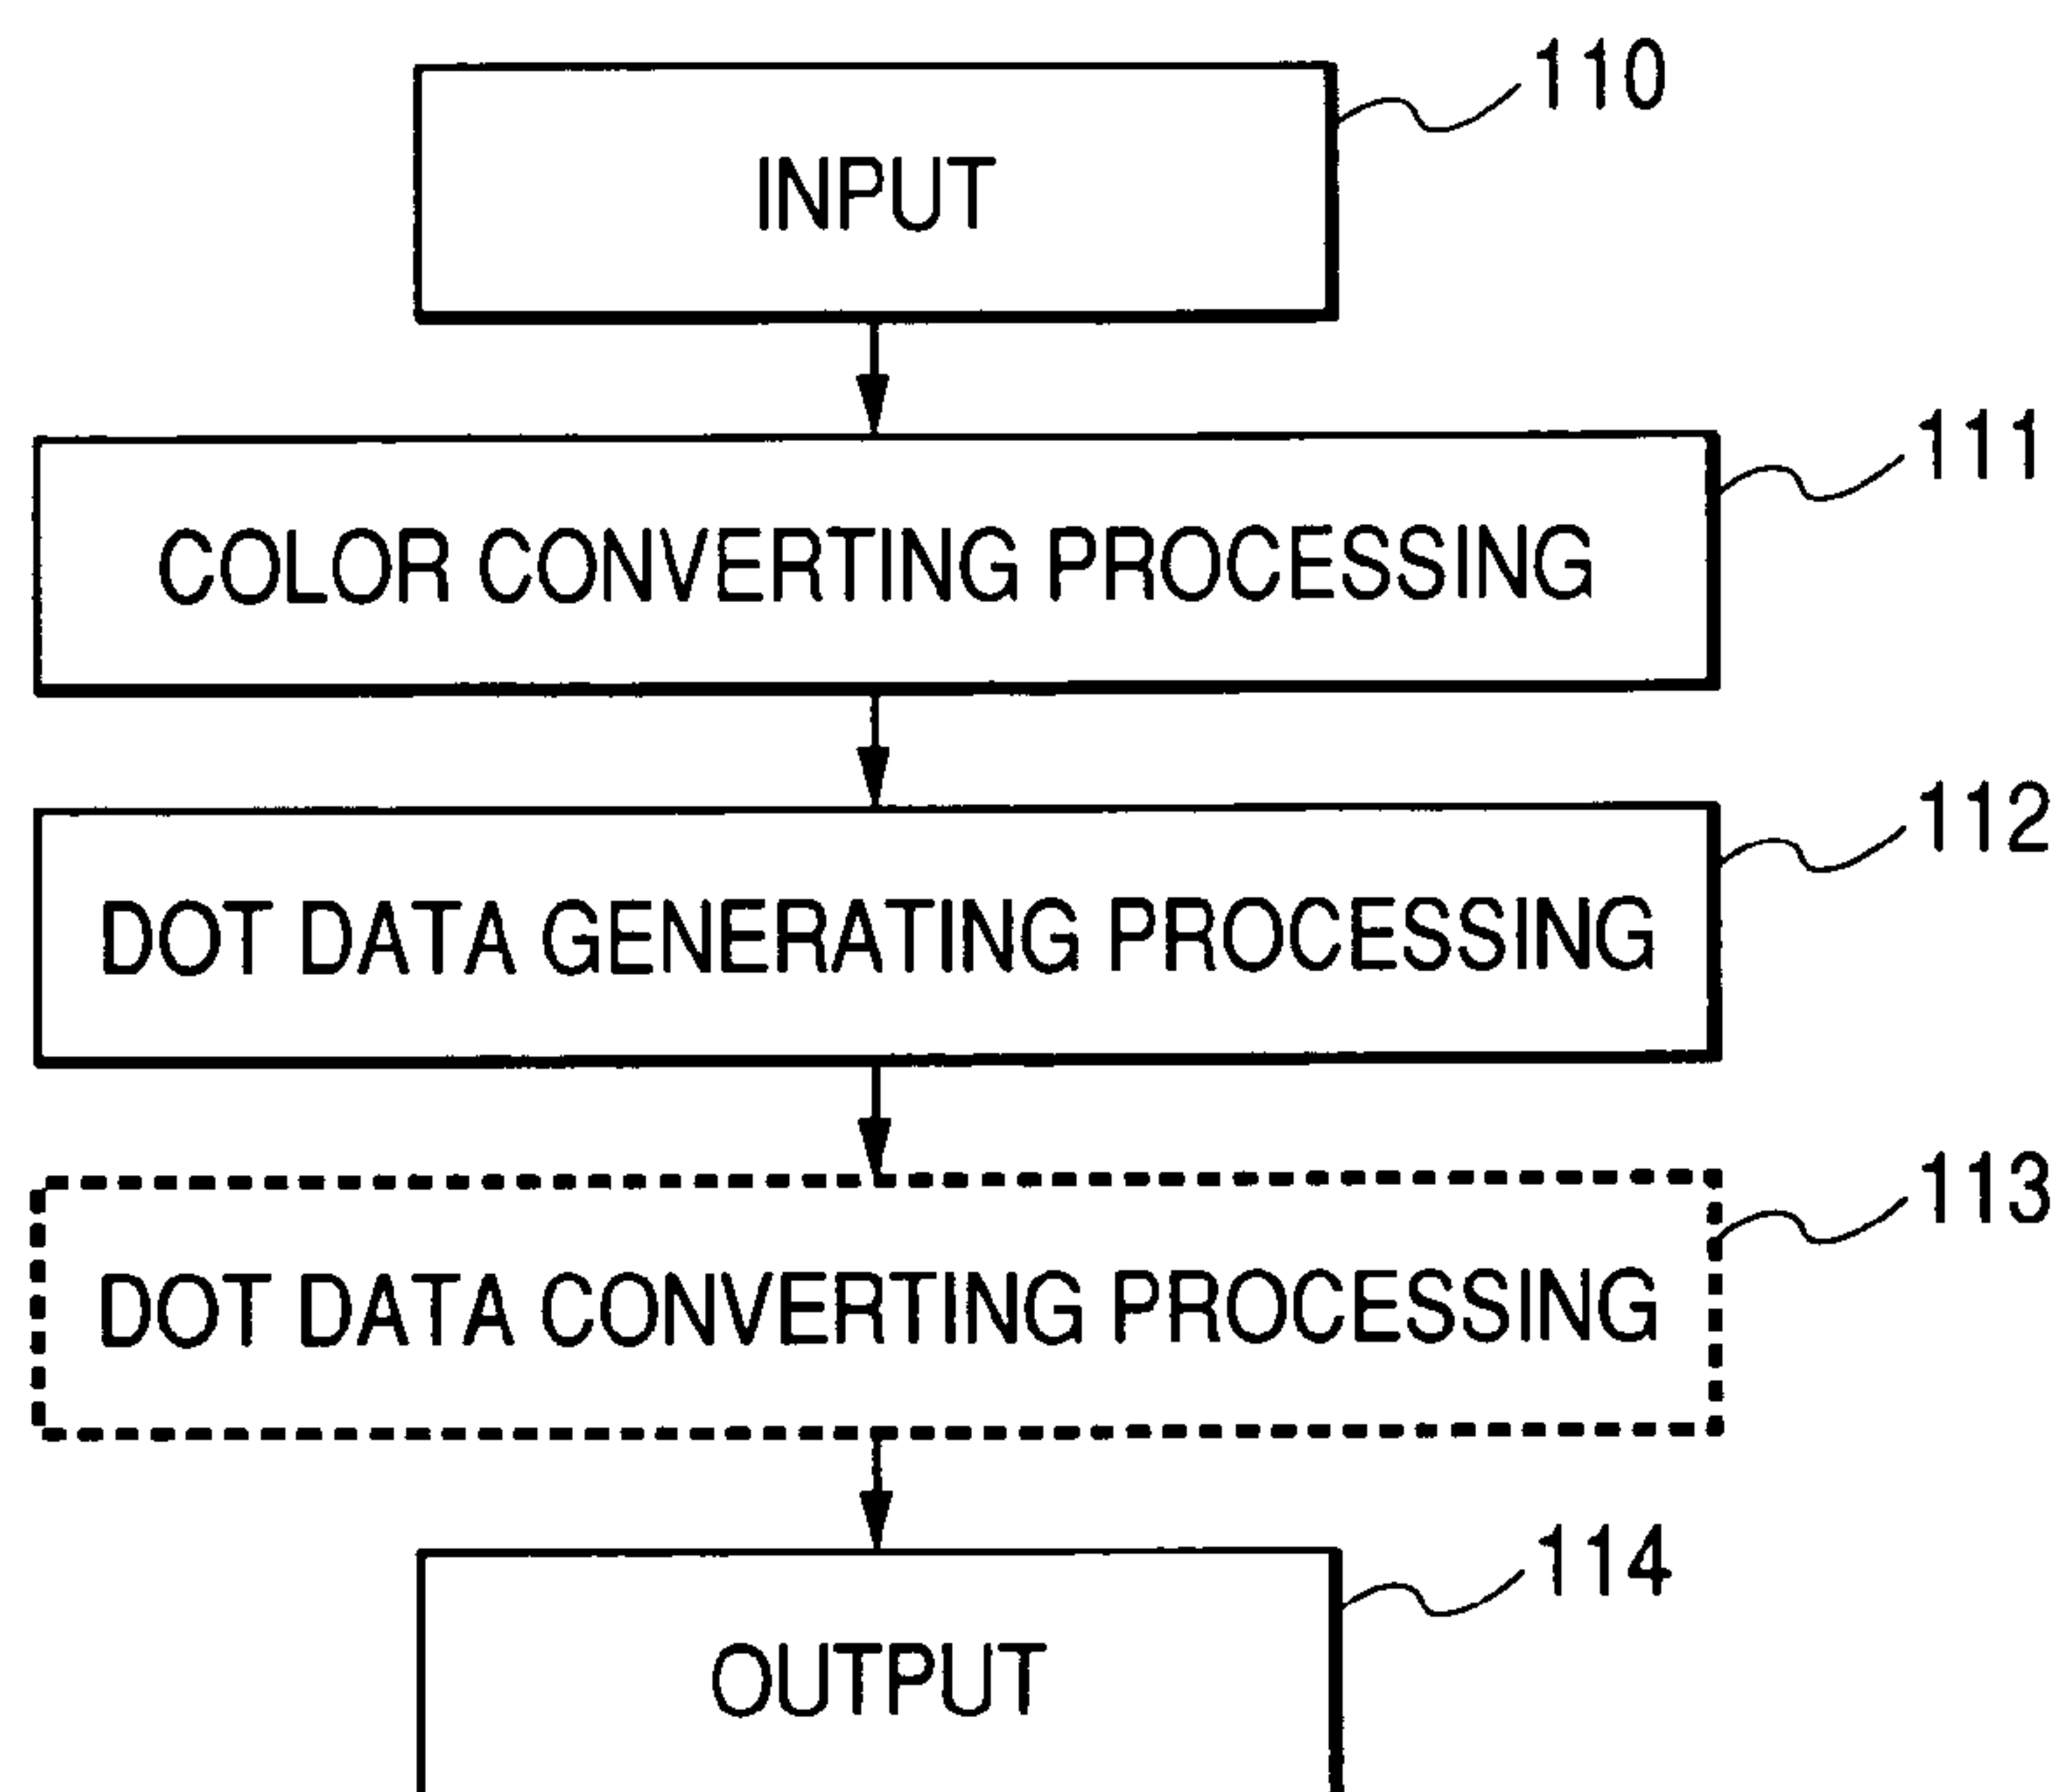 110
INPUT
111
COLOR CONVERTING PROCESSING
112
DOT DATA GENERATING PROCESSING
113
DOT DATA CONVERTING PROCESSING
114
OUTPUT